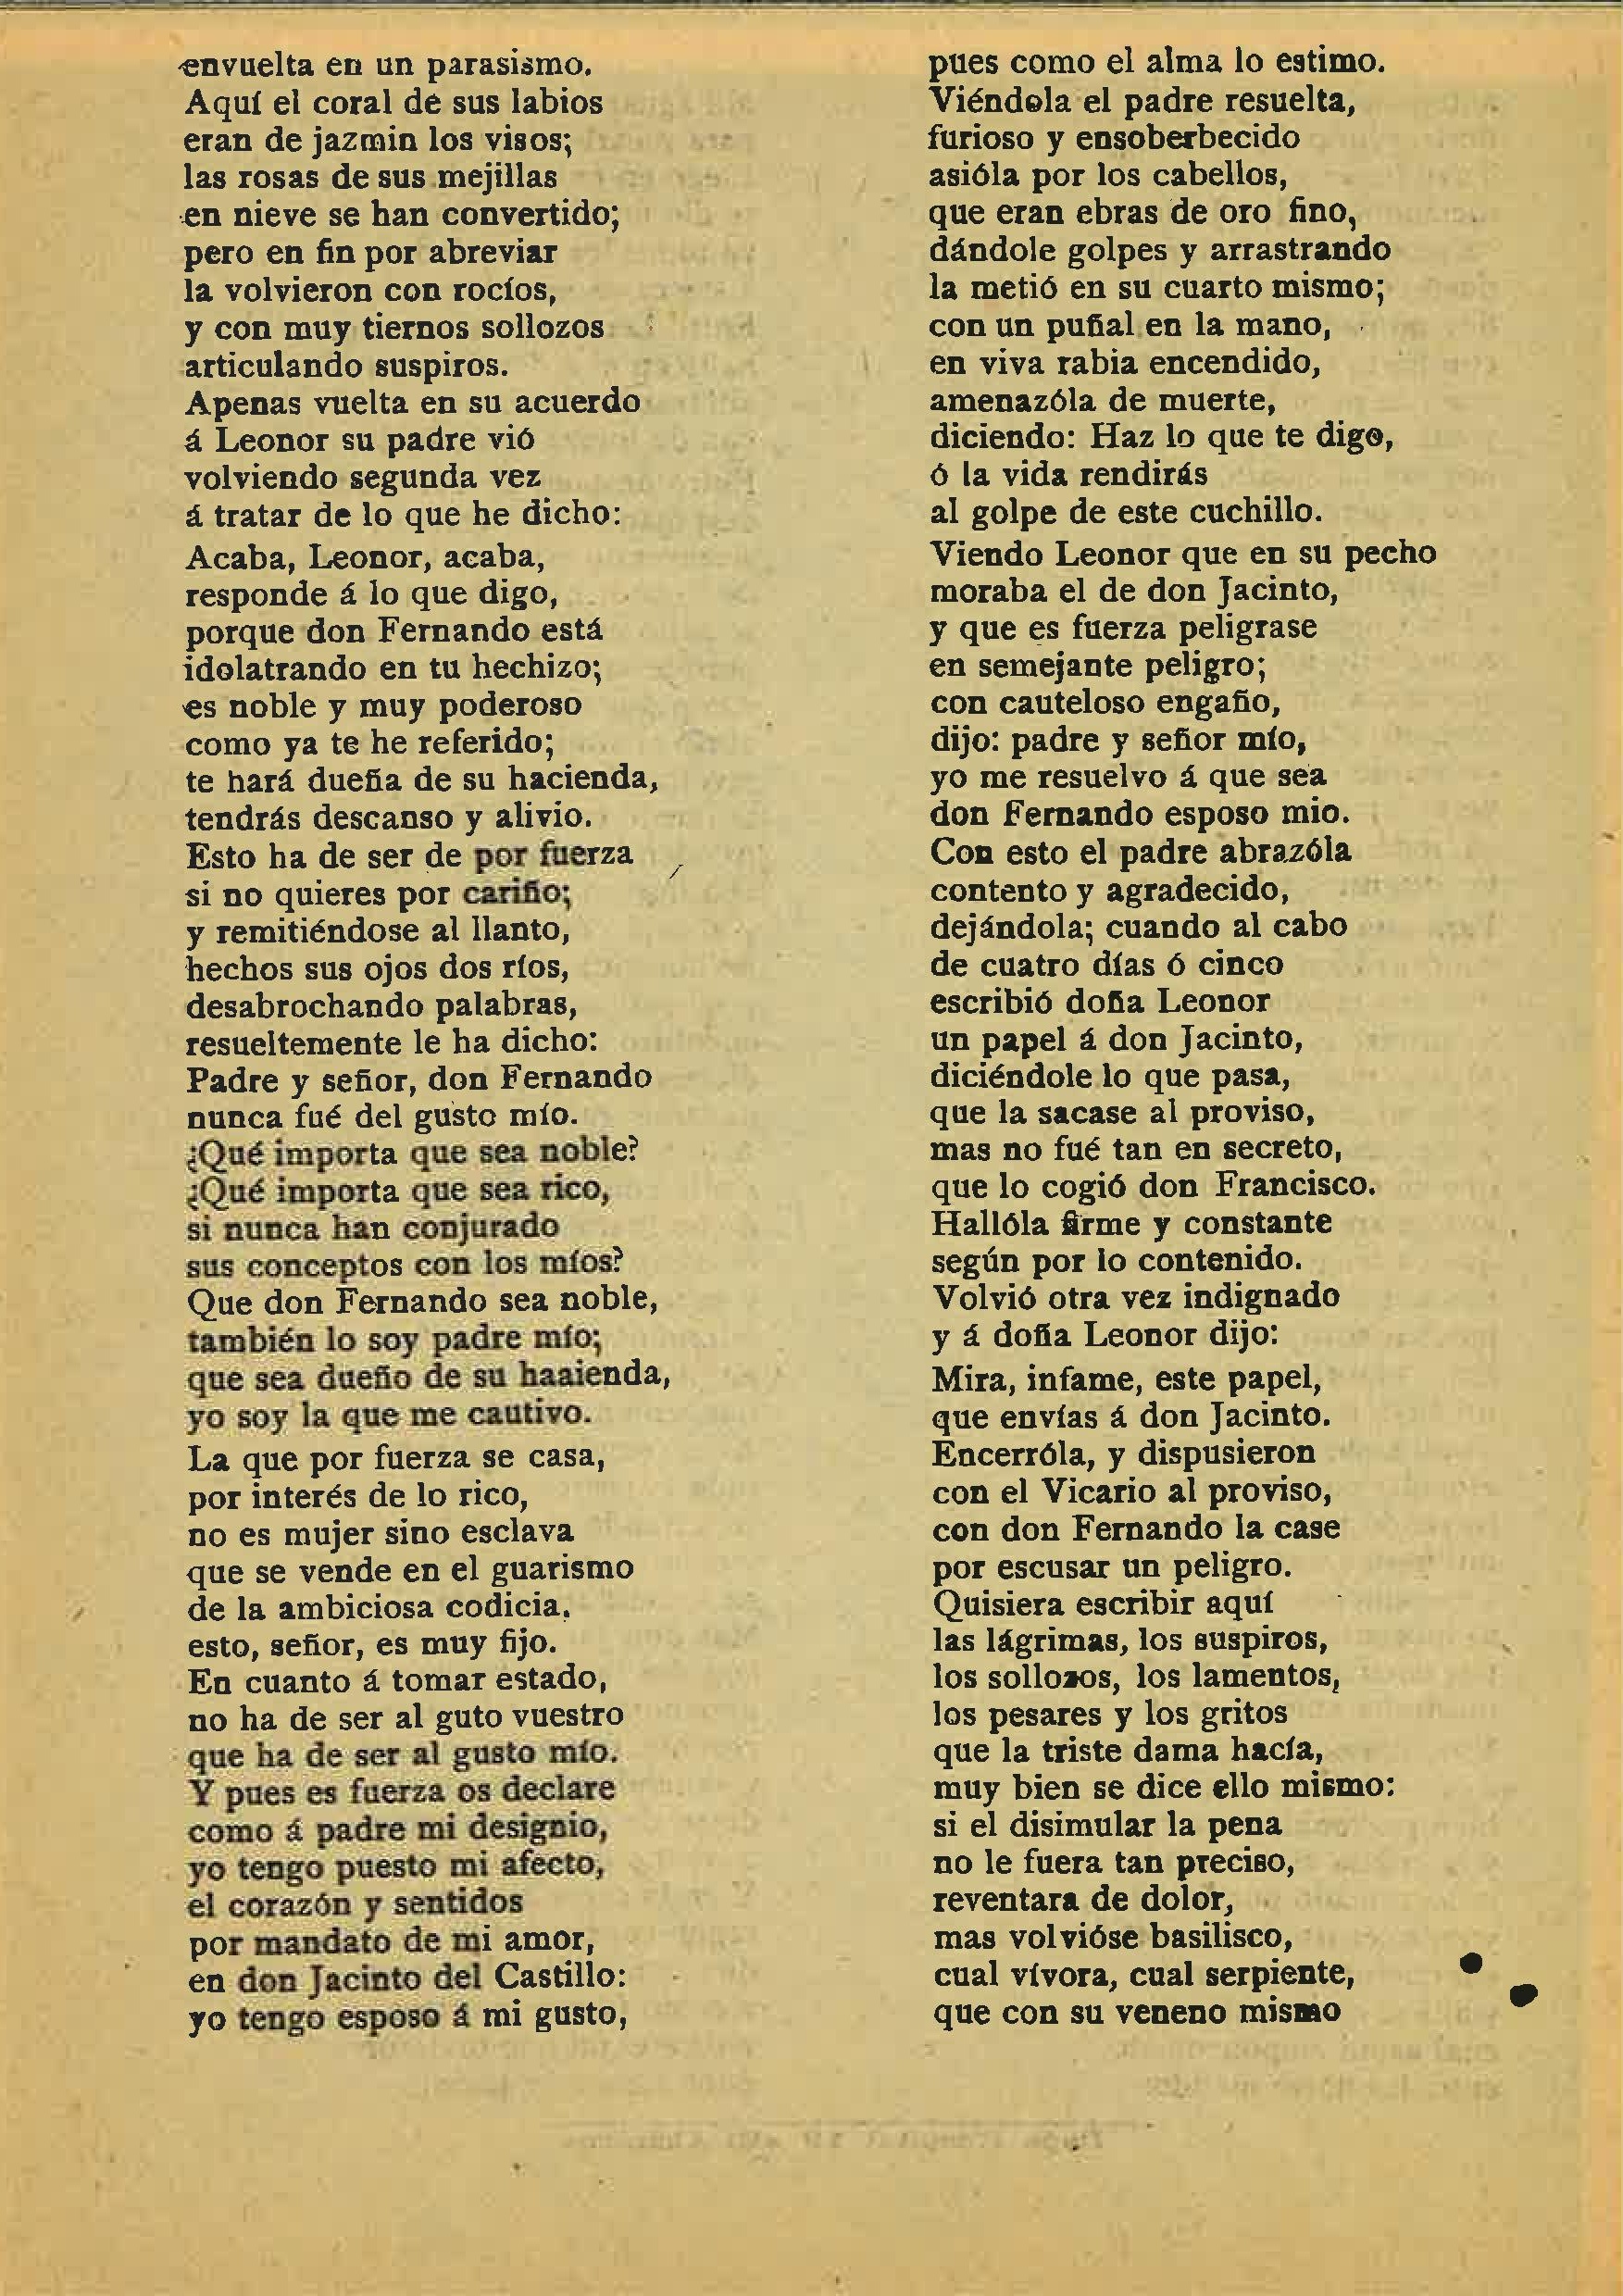 envuelta en un parasismo.
Aquí el coral de sus labios
eran de jazmin los visos;
las rosas de sus mejillas
en nieve se han convertido;
pero en fin por abreviar
la volvieron con rocíos,
y con muy tiernos sollozos
articulando suspiros.
Apenas vuelta en su acuerdo
á Leonor su padre vió
volviendo segunda vez
á tratar de lo que he dicho:
Acaba, Leonor, acaba,
responde á lo que digo,
porque don Fernando está
idolatrando en tu hechizo;
es noble y muy poderoso
como ya te he referido;
te hará dueña de su hacienda,
tendrás descanso y alivio.
Esto ha de ser de por fuerza
si no quieres por cariño;
y remitiéndose al llanto,
hechos sus ojos dos ríos,
desabrochando palabras,
resueltemente le ha dicho:
Padre y señor, don Fernando
nunca fué del gusto mío.
¿Qué importa que sea noble?
¿Qué importa que sea rico,
si nunca han conjurado
sus conceptos con los míos?
Que don Fernando sea noble,
también lo soy padre mío;
que sea dueño de su haaienda,
yo soy la que me cautivo.
La que por fuerza se casa,
por interés de lo rico,
no es mujer sino esclava
que se vende en el guarismo
de la ambiciosa codicia,
esto, señor, es muy fijo.
En cuanto á tomar estado,
no ha de ser al guto vuestro
que ha de ser al gusto mío.
Y pues es fuerza os declare
como á padre mi designio,
yo tengo puesto mi afecto,
el corazón y sentidos
por mandato de mi amor,
en don Jacinto del Castillo:
yo tengo esposo á mi gusto,
pues como el alma lo estimo.
Viéndola el padre resuelta,
furioso y ensoberbecido
asióla por los cabellos,
que eran ebras de oro fino,
dándole golpes y arrastrando
la metió en su cuarto mismo;
con un puñal en la mano,
en viva rabia encendido,
amenazóla de muerte,
diciendo: Haz lo que te digo,
ó la vida rendirás
al golpe de este cuchillo.
Viendo Leonor que en su pecho
moraba el de don Jacinto,
y que es fuerza peligrase
en semejante peligro;
con cauteloso engaño,
dijo: padre y señor mío,
yo me resuelvo á que sea
don Fernando esposo mio.
Con esto el padre abrazóla
contento y agradecido,
dejándola; cuando al cabo
de cuatro días ó cinco
escribió doña Leonor
un papel á don Jacinto,
diciéndole lo que pasa,
que la sacase al proviso,
mas no fué tan en secreto,
que lo cogió don Francisco.
Hallóla firme y constante
según por lo contenido.
Volvió otra vez indignado
y á doña Leonor dijo:
Mira, infame, este papel,
que envías á don Jacinto.
Encerróla, y dispusieron
con el Vicario al proviso,
con don Fernando la case
por escusar un peligro.
Quisiera escribir aquí
las lágrimas, los suspiros,
los sollozos, los lamentos,
los pesares y los gritos
que la triste dama hacía,
muy bien se dice ello mismo:
si el disimular la pena
no le fuera tan preciso,
reventara de dolor,
mas volvióse basilisco,
cual vívora, cual serpiente,
que con su veneno mismo